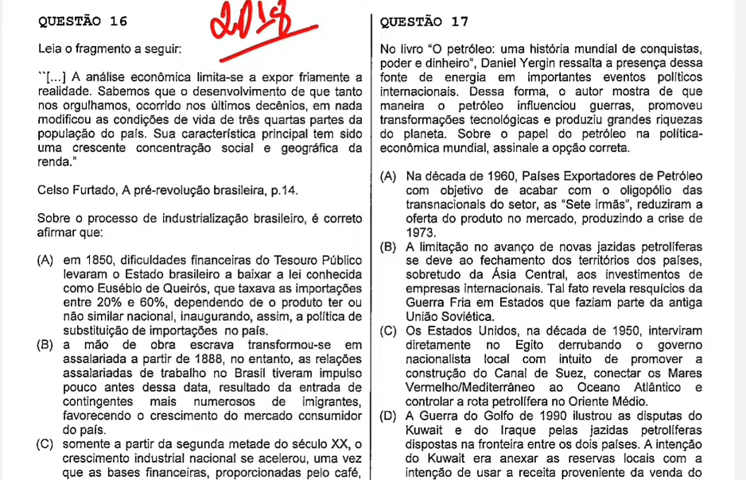 2018
QUESTÃO 16
Leia o fragmento a seguir:
``[...] A análise econômica limita-se a expor friamente a
realidade. Sabemos que o desenvolvimento de que tanto
nos orgulhamos, ocorrido nos últimos decênios, em nada
modificou as condições de vida de três quartas partes da
população do país. Sua característica principal tem sido
uma crescente concentração social e geográfica da
renda."
Celso Furtado, A pré-revolução brasileira, p.14.
Sobre o processo de industrialização brasileiro, é correto
afirmar que:
(A) em 1850, dificuldades financeiras do Tesouro Público
levaram o Estado brasileiro a baixar a lei conhecida
como Eusébio de Queirós, que taxava as importações
entre 20% e 60%, dependendo de o produto ter ou
não similar nacional, inaugurando, assim, a política de
substituição de importações no país.
(B) a mão de obra escrava transformou-se em
assalariada a partir de 1888, no entanto, as relações
assalariadas de trabalho no Brasil tiveram impulso
pouco antes dessa data, resultado da entrada de
contingentes mais numerosos de imigrantes,
favorecendo o crescimento do mercado consumidor
do país.
(C) somente a partir da segunda metade do século XX, o
crescimento industrial nacional se acelerou, uma vez
que as bases financeiras, proporcionadas pelo café,
QUESTÃO 17
No livro "O petróleo: uma história mundial de conquistas,
poder e dinheiro", Daniel Yergin ressalta a presença dessa
fonte de energia em importantes eventos políticos
internacionais. Dessa forma, o autor mostra de que
maneira o petróleo influenciou guerras, promoveu
transformações tecnológicas e produziu grandes riquezas
do planeta. Sobre o papel do petróleo na política-
econômica mundial, assinale a opção correta.
(A) Na década de 1960, Países Exportadores de Petróleo
com objetivo de acabar com o oligopólio das
transnacionais do setor, as "Sete irmãs", reduziram a
oferta do produto no mercado, produzindo a crise de
1973.
(B) A limitação no avanço de novas jazidas petrolíferas
se deve ao fechamento dos territórios dos países,
sobretudo da Ásia Central, aos investimentos de
empresas internacionais. Tal fato revela resquícios da
Guerra Fria em Estados que faziam parte da antiga
União Soviética.
(C) Os Estados Unidos, na década de 1950, interviram
diretamente no Egito derrubando o governo
nacionalista local com intuito de promover a
construção do Canal de Suez, conectar os Mares
Vermelho/Mediterrâneo ao Oceano Atlântico e
controlar a rota petrolífera no Oriente Médio.
(D) A Guerra do Golfo de 1990 ilustrou as disputas do
Kuwait e do Iraque pelas jazidas petrolíferas
dispostas na fronteira entre os dois países. A intenção
do Kuwait era anexar as reservas locais com a
intenção de usar a receita proveniente da venda do